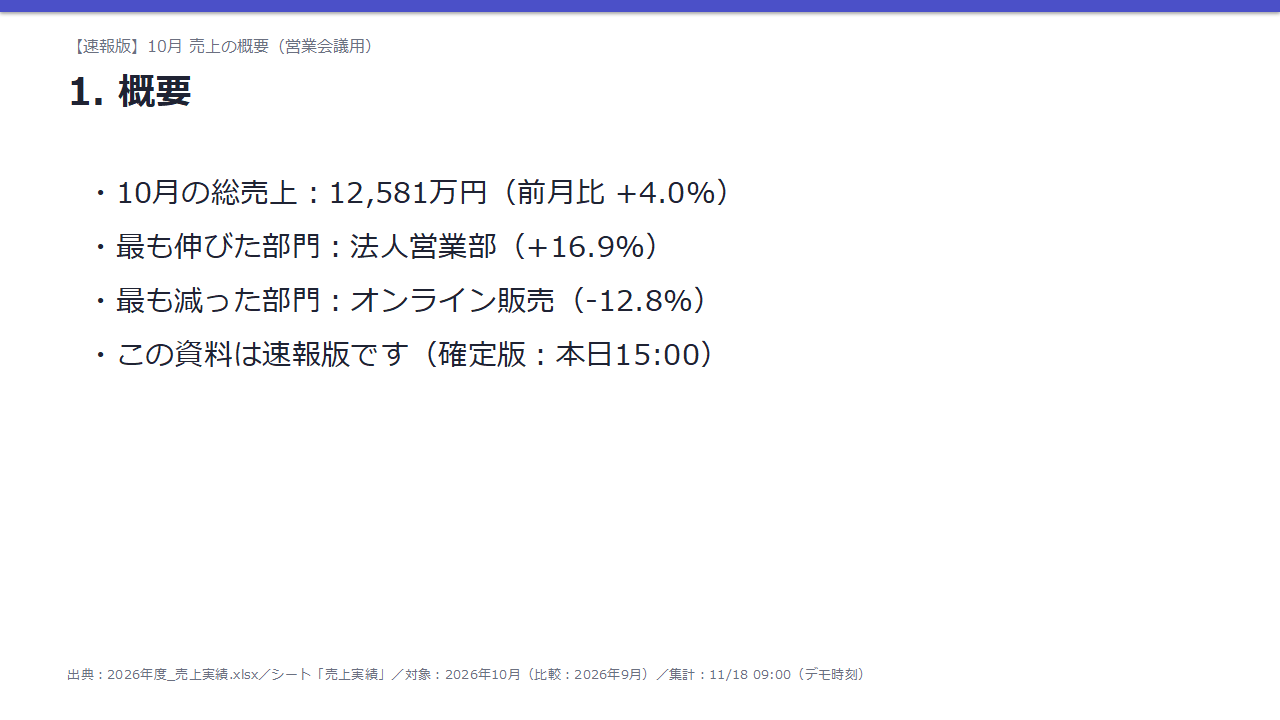 【速報版】10月 売上の概要（営業会議用）
1. 概要
・10月の総売上：12,581万円（前月比 +4.0%）
・最も伸びた部門：法人営業部（+16.9%）
・最も減った部門：オンライン販売（-12.8%）
・この資料は速報版です（確定版：本日15:00）
出典：2026年度_売上実績.xlsx／シート「売上実績」／対象：2026年10月（比較：2026年9月）／集計：11/18 09:00（デモ時刻）